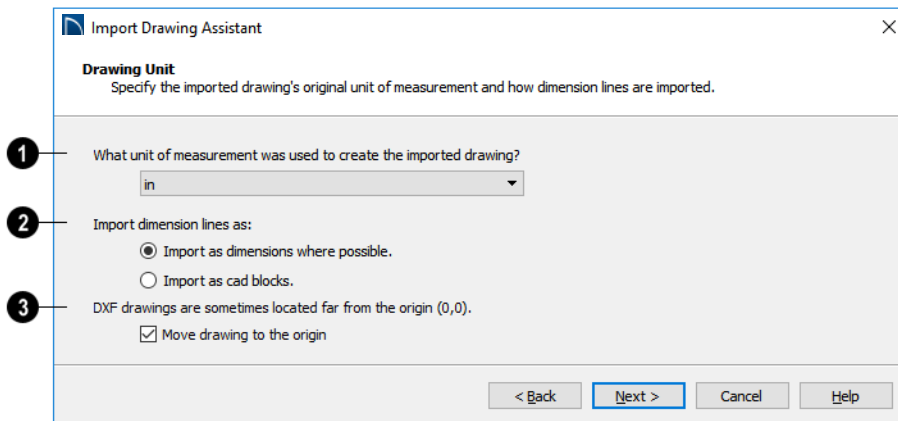 Import Drawing Assistant
Drawing Unit
Specify the imported drawing's original unit of measurement and how dimension lines are imported.
1 What unit of measurement was used to create the imported drawing?
in
2 Import dimension lines as:
Import as dimensions where possible.
Import as cad blocks.
3 DXF drawings are sometimes located far from the origin (0,0).
Move drawing to the origin
< Back Next > Cancel Help